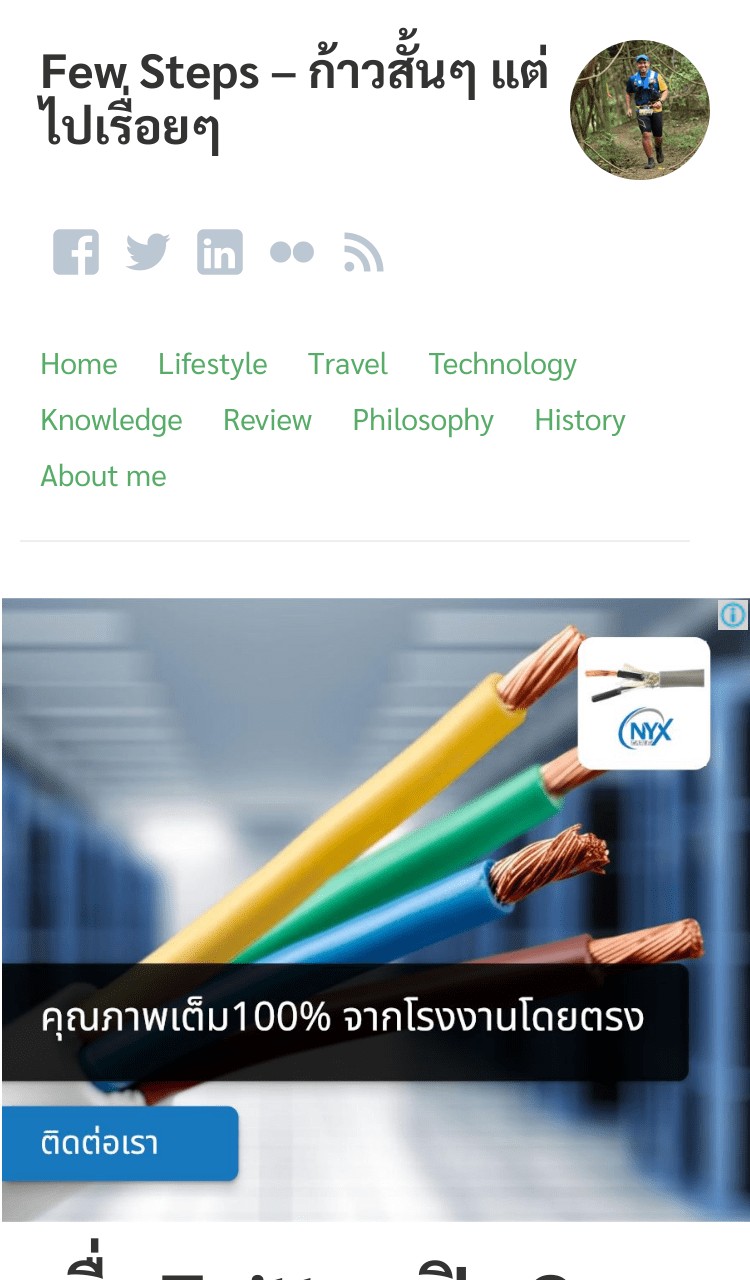 Few Steps – ก้าวสั้นๆ แต่
ไปเรื่อยๆ
Home Lifestyle Travel Technology
Knowledge Review Philosophy History
About me
NYX
คุณภาพเต็ม100% จากโรงงานโดยตรง
ติดต่อเรา